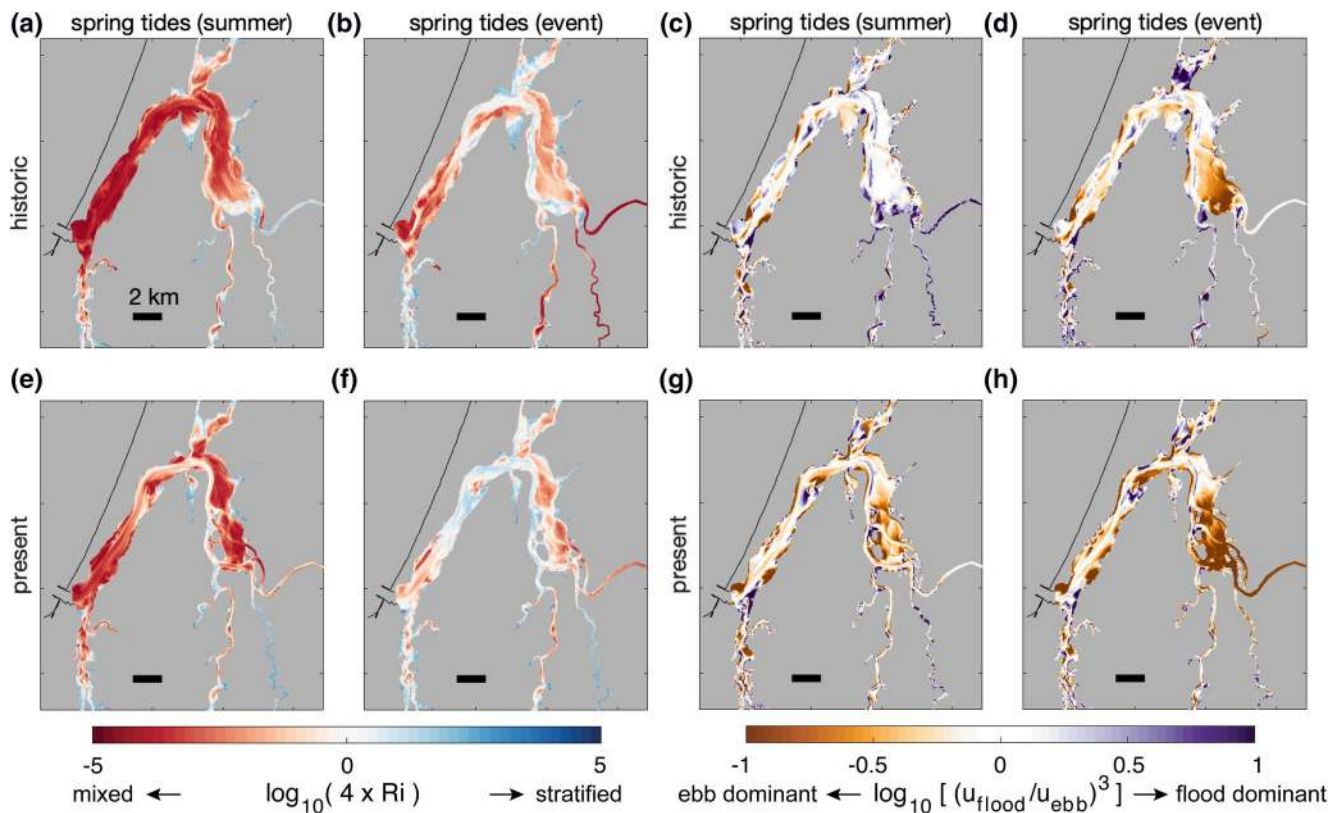 (a) spring tides (summer)
(b) spring tides (event)
(c) spring tides (summer)
(d) spring tides (event)
historic
2 km
historic
(e)
(f)
(g)
(h)
present
present
-5 0 5
mixed ← log10( 4 x Ri ) → stratified
-1 -0.5 0 0.5 1
ebb dominant ← log10 [ (uflood/uebb)3 ] → flood dominant